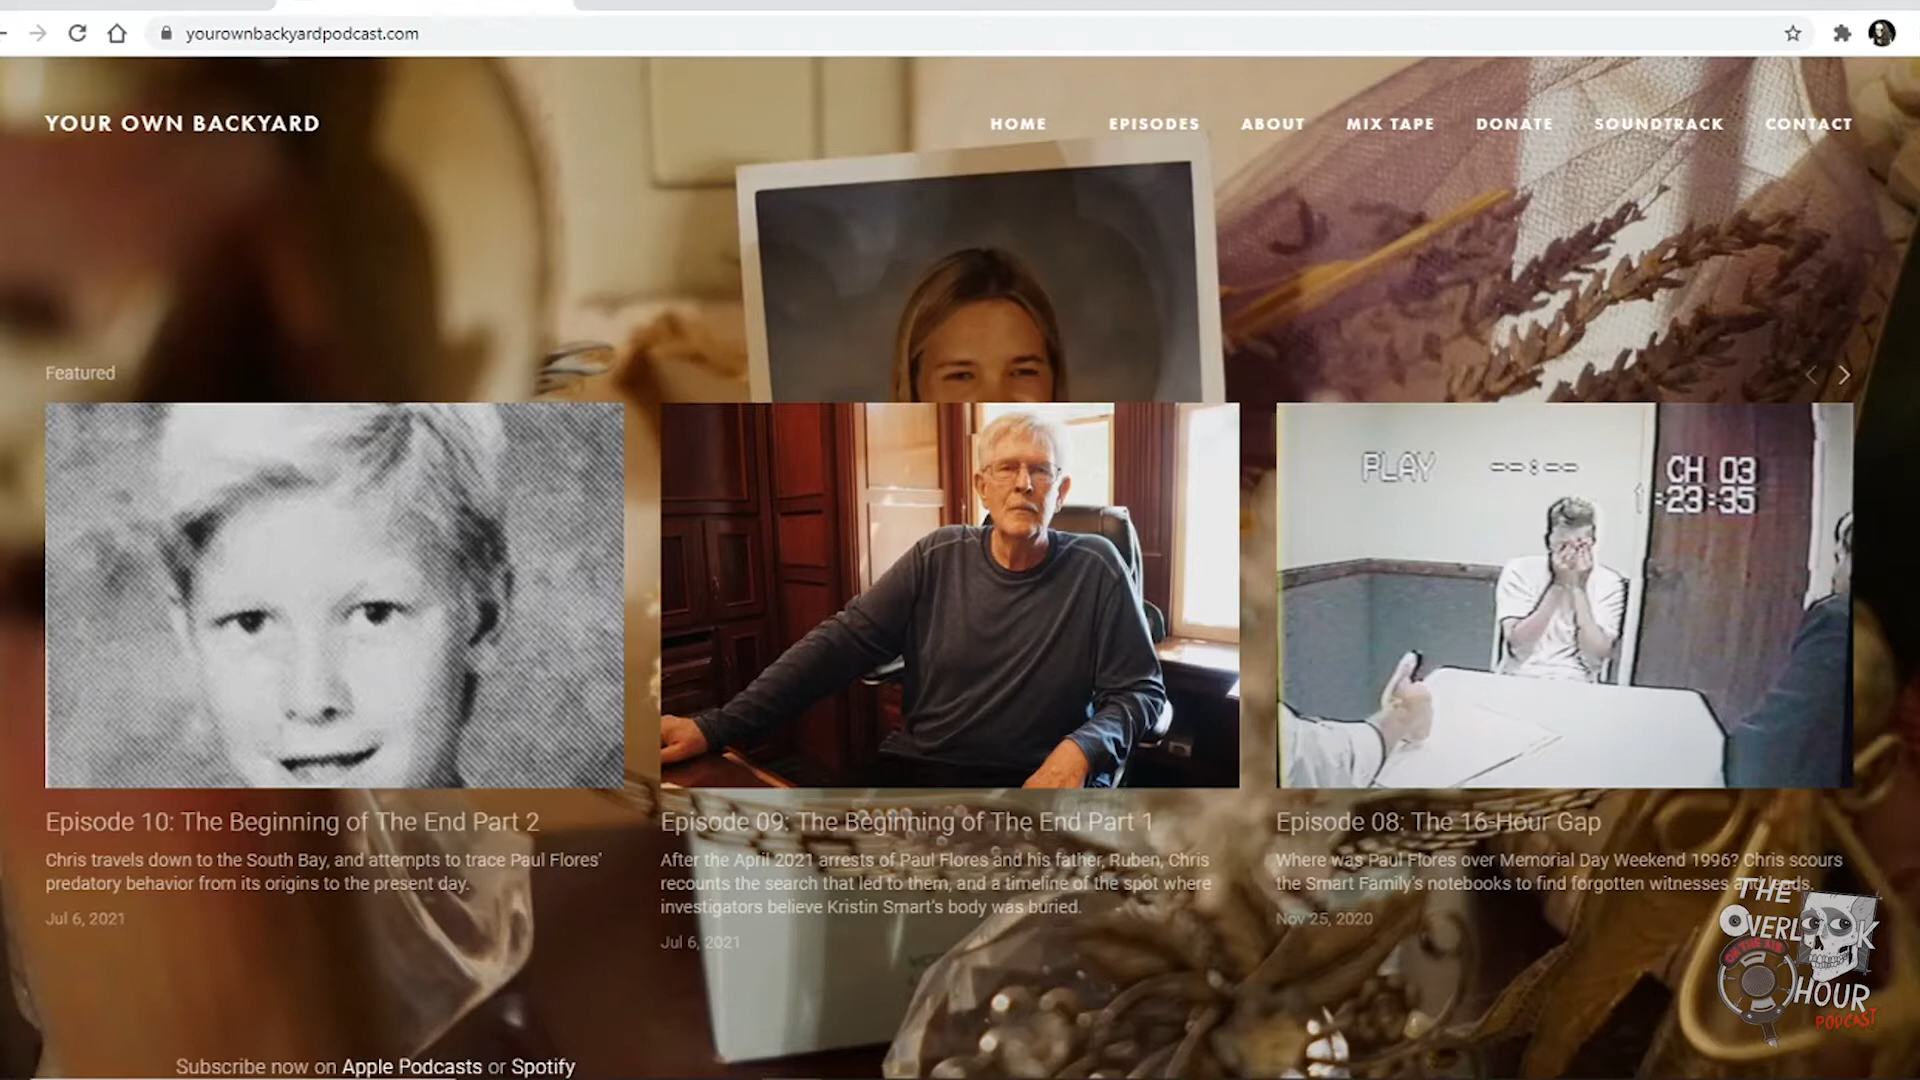 yourownbackyardpodcast.com
YOUR OWN BACKYARD
HOME EPISODES ABOUT MIX TAPE DONATE SOUNDTRACK CONTACT
Featured
PLAY --:-- CH 03
:23:35
Episode 10: The Beginning of The End Part 2
Chris travels down to the South Bay, and attempts to trace Paul Flores'
predatory behavior from its origins to the present day.
Jul 6, 2021
Episode 09: The Beginning of The End Part 1
After the April 2021 arrests of Paul Flores and his father, Ruben, Chris
recounts the search that led to them, and a timeline of the spot where
investigators believe Kristin Smart's body was buried.
Jul 6, 2021
Episode 08: The 16-Hour Gap
Where was Paul Flores over Memorial Day Weekend 1996? Chris scours
the Smart Family's notebooks to find forgotten witnesses and leads.
Nov 25, 2020
THE
OVERLOOK
ON THE AIR
HOUR
PODCAST
Subscribe now on Apple Podcasts or Spotify